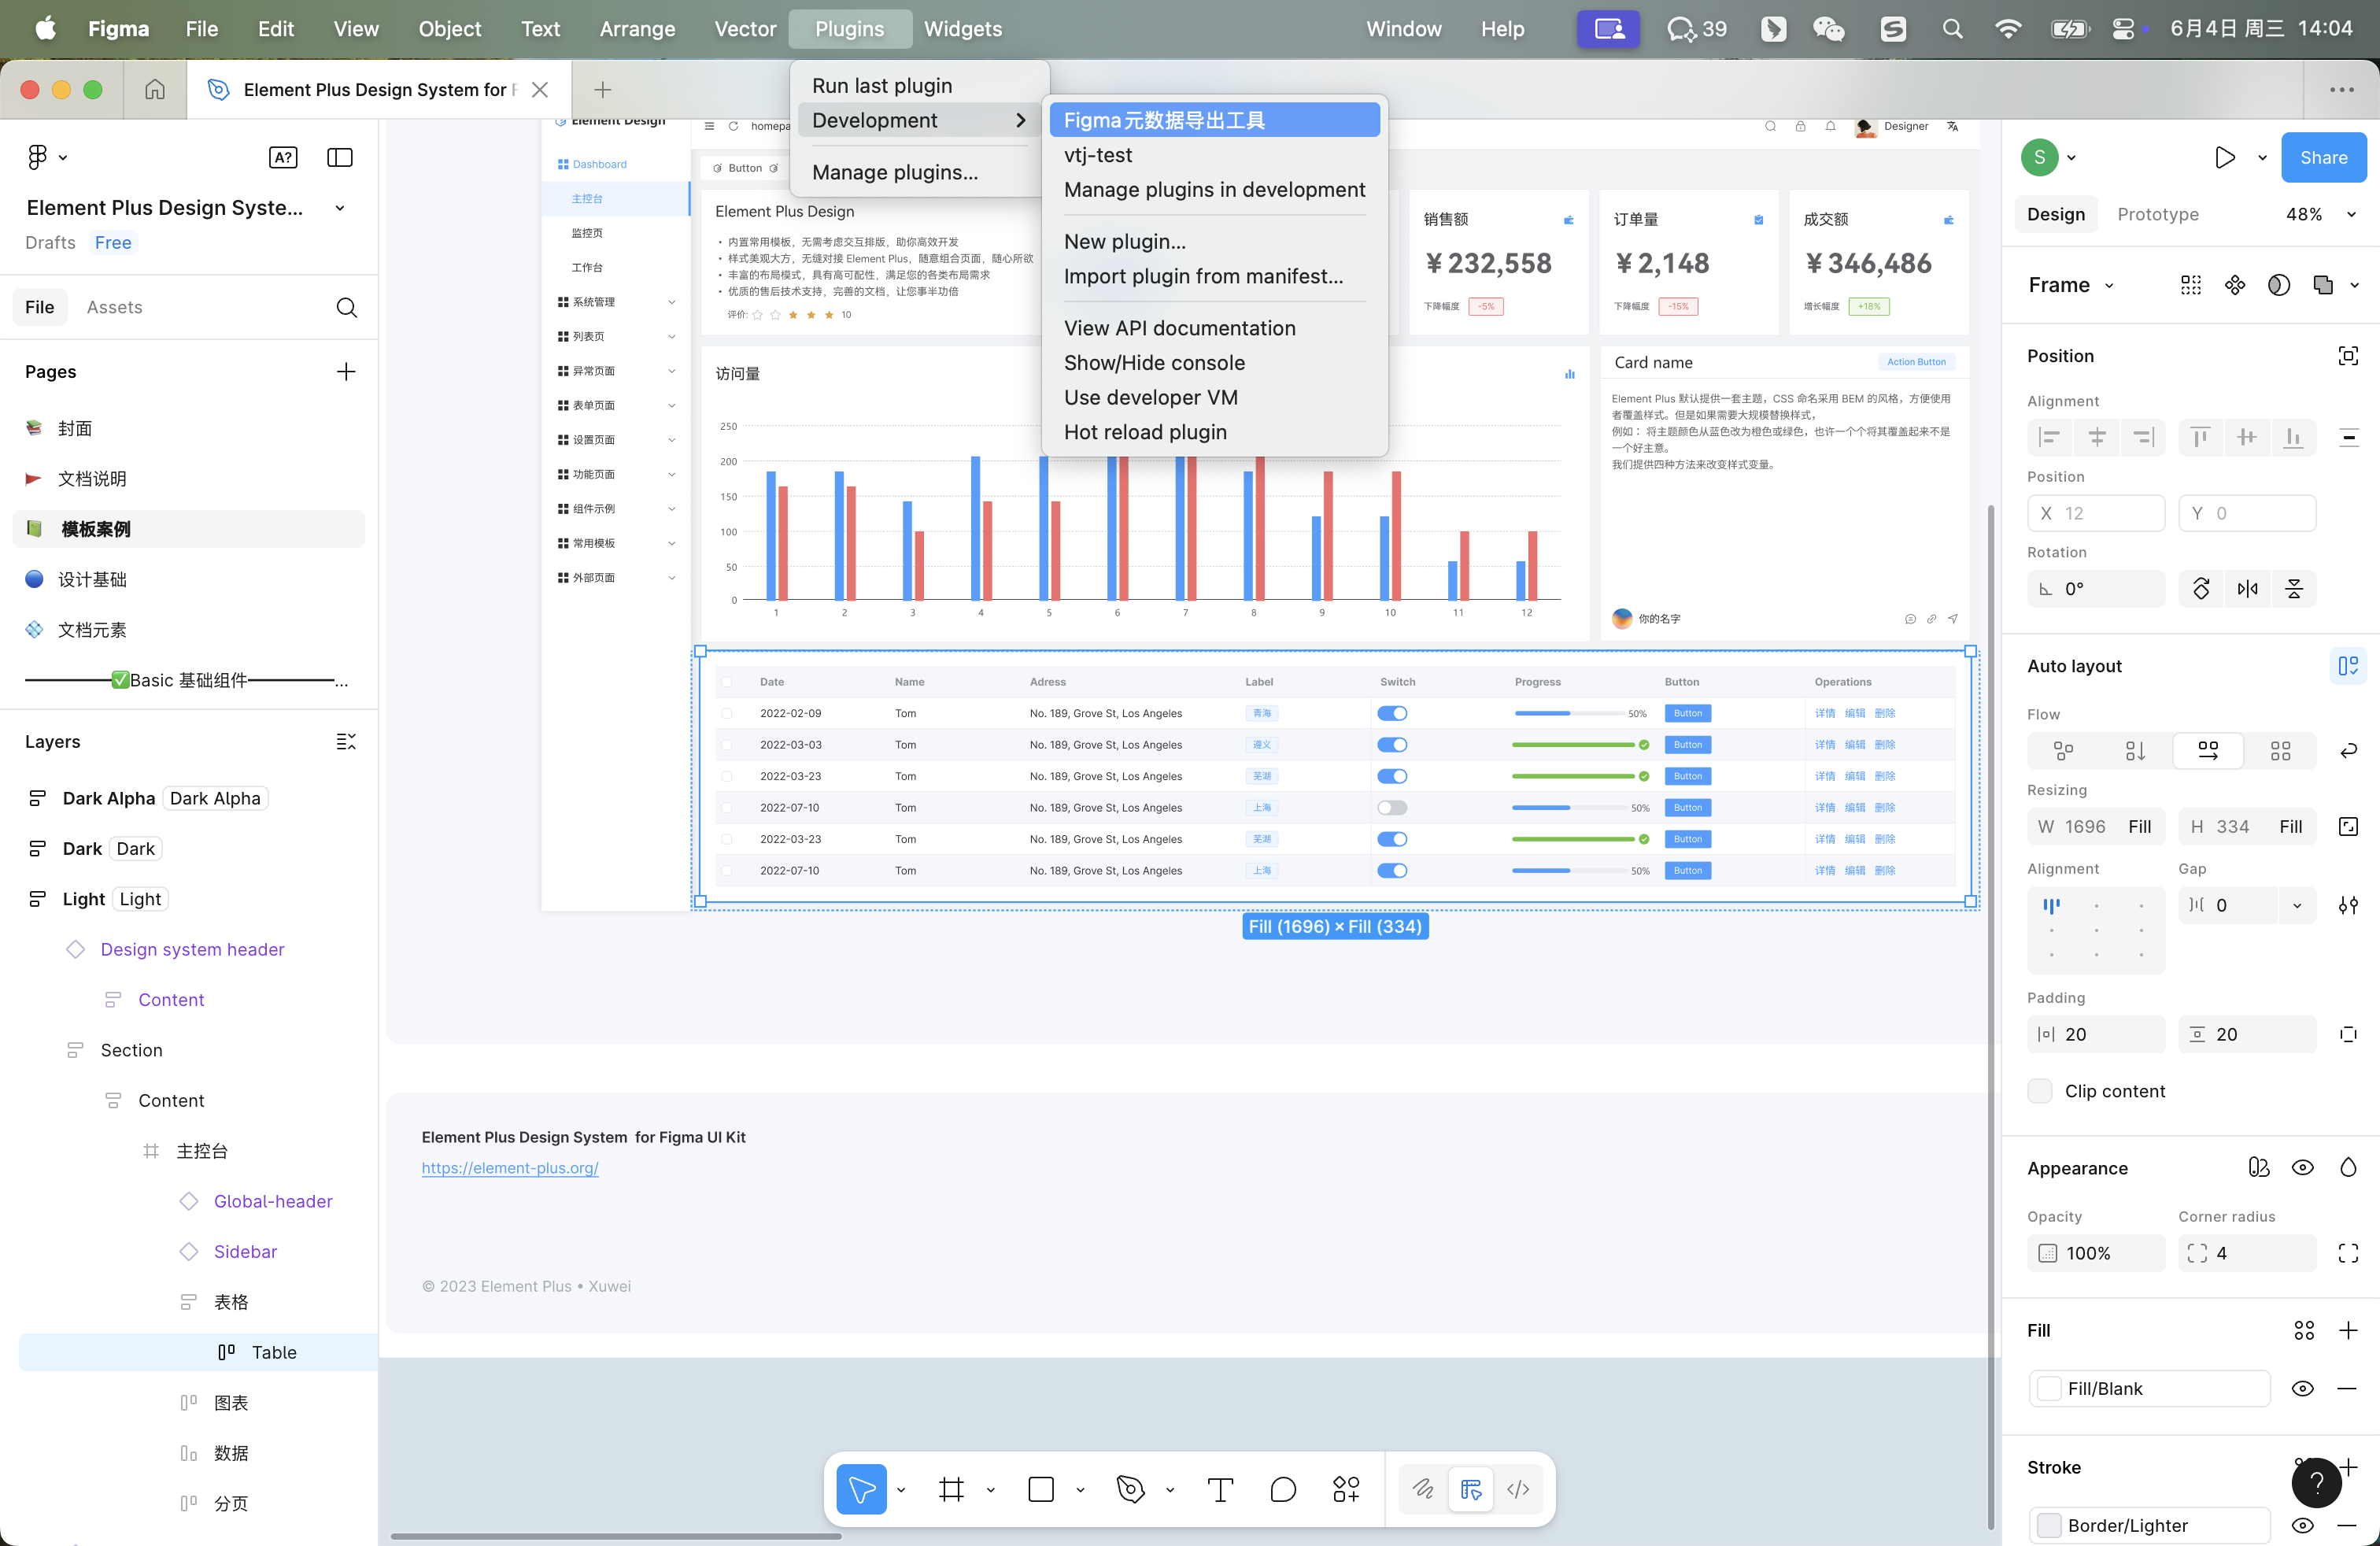 Figma File Edit View Object Text Arrange Vector Plugins Widgets Window Help 39 6月4日 周三 14:04
Element Plus Design System for F
Run last plugin
Development
Manage plugins...
Figma元数据导出工具
vtj-test
Manage plugins in development
New plugin...
Import plugin from manifest...
View API documentation
Show/Hide console
Use developer VM
Hot reload plugin
A?
Element Plus Design Syste...
Drafts Free
File Assets
Pages
封面
文档说明
模板案例
设计基础
文档元素
————✅Basic 基础组件————...
Layers
Dark Alpha Dark Alpha
Dark Dark
Light Light
Design system header
Content
Section
Content
主控台
Global-header
Sidebar
表格
Table
图表
数据
分页
Element Design
homepa
Designer
Dashboard
主控台
监控页
工作台
系统管理
列表页
异常页面
表单页面
设置页面
功能页面
组件示例
常用模板
外部页面
Button
Element Plus Design
• 内置常用模板，无需考虑交互排版，助你高效开发
• 样式美观大方，无缝对接 Element Plus，随意组合页面，随心所欲
• 丰富的布局模式，具有高可配性，满足您的各类布局需求
• 优质的售后技术支持，完善的文档，让您事半功倍
评价: 10
销售额
¥232,558
下降幅度 -5%
订单量
¥2,148
下降幅度 -15%
成交额
¥346,486
增长幅度 +18%
访问量
250
200
150
100
50
0
1 2 3 4 5 6 7 8 9 10 11 12
Card name Action Button
Element Plus 默认提供一套主题，CSS 命名采用 BEM 的风格，方便使用
者覆盖样式。但是如果需要大规模替换样式，
例如： 将主题颜色从蓝色改为橙色或绿色，也许一个个将其覆盖起来不是
一个好主意。
我们提供四种方法来改变样式变量。
你的名字
Date Name Adress Label Switch Progress Button Operations
2022-02-09 Tom No. 189, Grove St, Los Angeles 青海 50% Button 详情 编辑 删除
2022-03-03 Tom No. 189, Grove St, Los Angeles 遵义 Button 详情 编辑 删除
2022-03-23 Tom No. 189, Grove St, Los Angeles 芜湖 Button 详情 编辑 删除
2022-07-10 Tom No. 189, Grove St, Los Angeles 上海 50% Button 详情 编辑 删除
2022-03-23 Tom No. 189, Grove St, Los Angeles 芜湖 Button 详情 编辑 删除
2022-07-10 Tom No. 189, Grove St, Los Angeles 上海 50% Button 详情 编辑 删除
Fill (1696) × Fill (334)
Element Plus Design System for Figma UI Kit
https://element-plus.org/
© 2023 Element Plus • Xuwei
S Share
Design Prototype 48%
Frame
Position
Alignment
Position
X 12 Y 0
Rotation
0°
Auto layout
Flow
Resizing
W 1696 Fill H 334 Fill
Alignment Gap
0
Padding
20 20
Clip content
Appearance
Opacity Corner radius
100% 4
Fill
Fill/Blank
Stroke
Border/Lighter
?